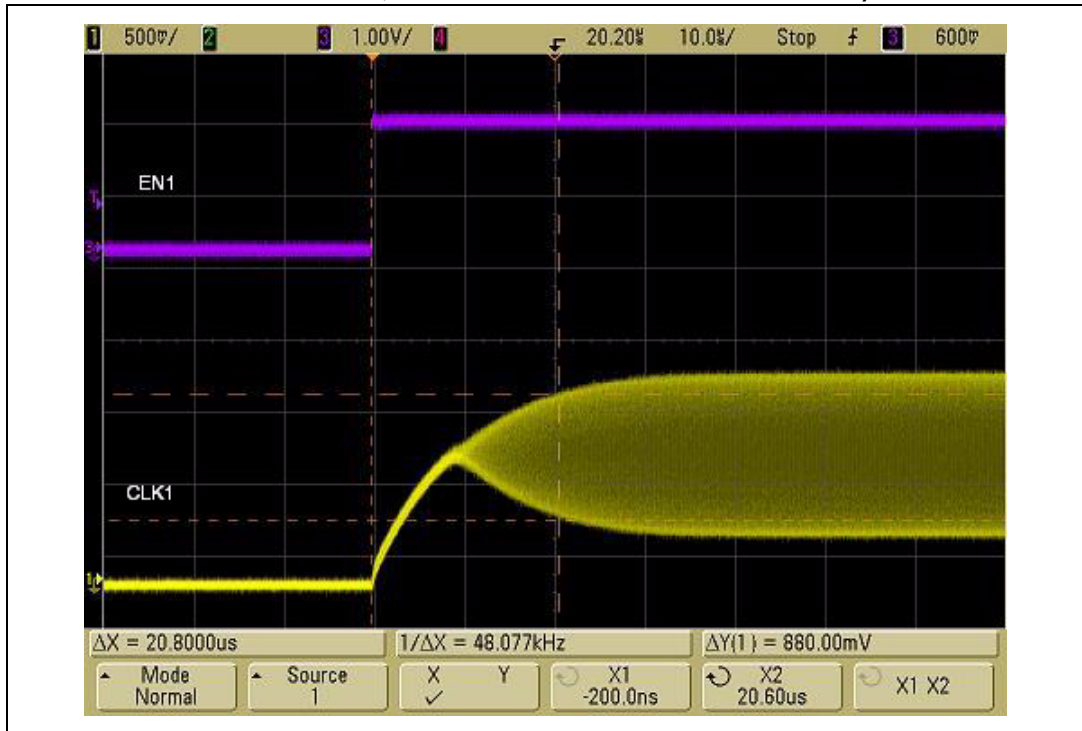 1 500mV/ 2 3 1.00V/ 4 20.20us 10.0us/ Stop 3 600mV
EN1
CLK1
ΔX = 20.8000us 1/ΔX = 48.077kHz ΔY(1) = 880.00mV
Mode Source X Y X1 X2 X1 X2
Normal 1 ✓ -200.0ns 20.60us